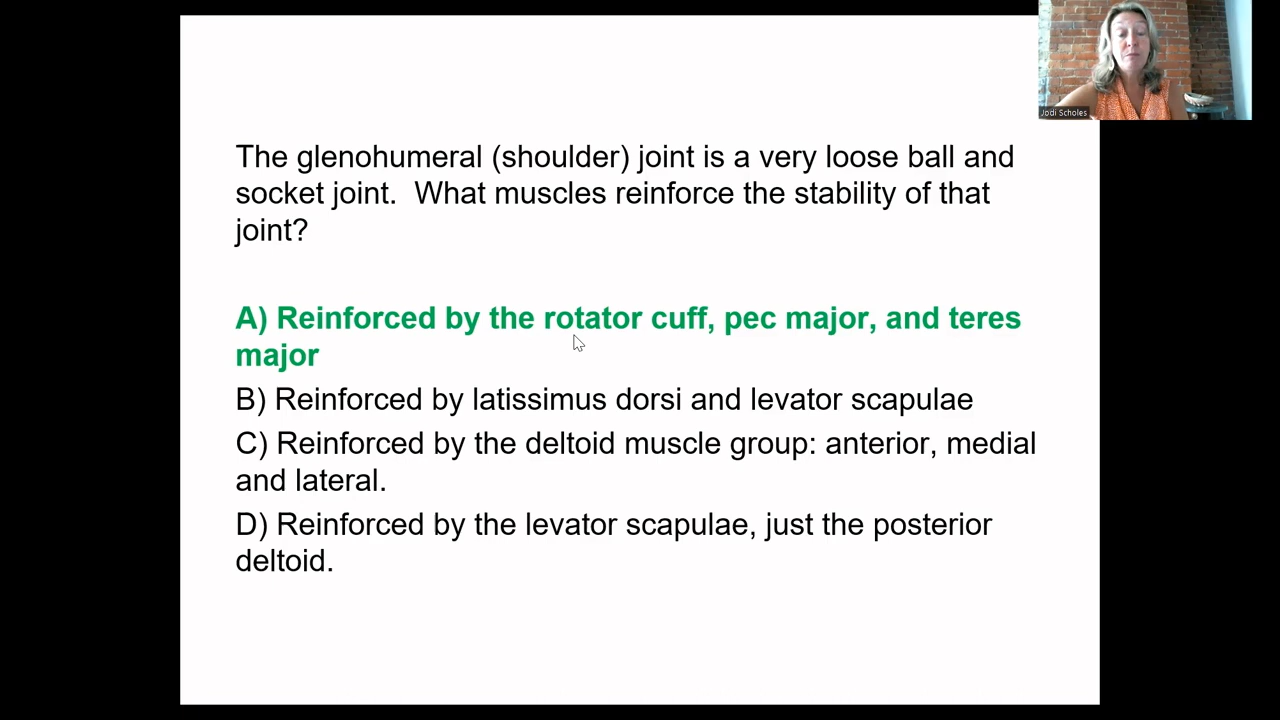 The glenohumeral (shoulder) joint is a very loose ball and
socket joint.  What muscles reinforce the stability of that
joint?
A) Reinforced by the rotator cuff, pec major, and teres
major
B) Reinforced by latissimus dorsi and levator scapulae
C) Reinforced by the deltoid muscle group: anterior, medial
and lateral.
D) Reinforced by the levator scapulae, just the posterior
deltoid.
Jodi Scholes